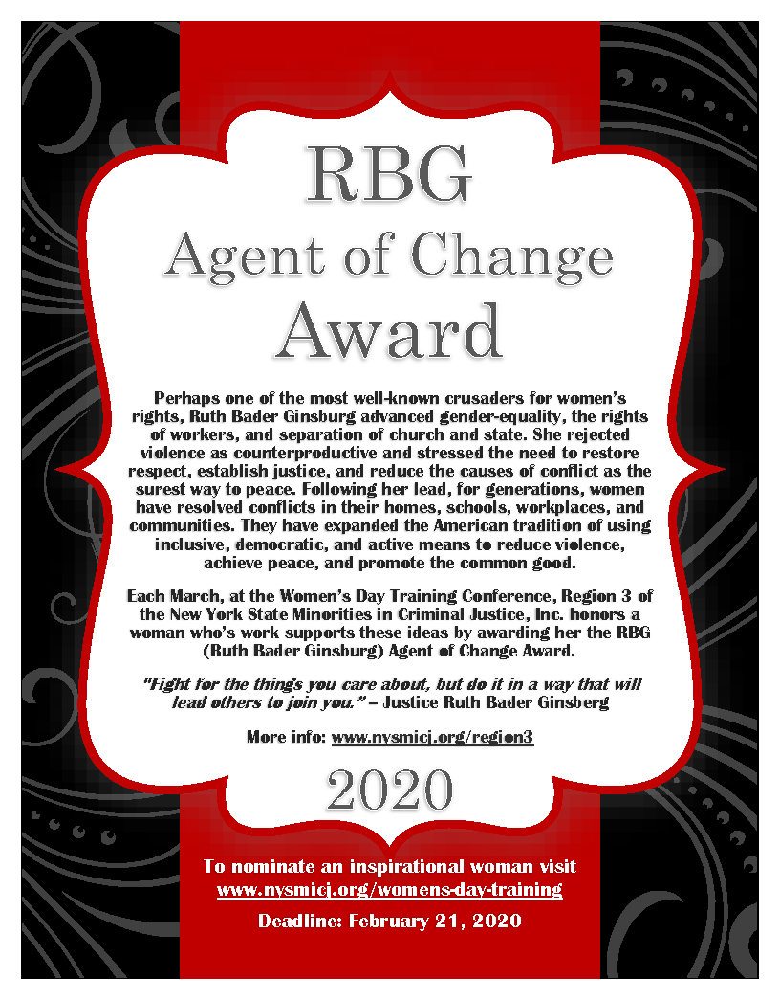 RBG
Agent of Change
Award
Perhaps one of the most well-known crusaders for women's
rights, Ruth Bader Ginsburg advanced gender-equality, the rights
of workers, and separation of church and state. She rejected
violence as counterproductive and stressed the need to restore
respect, establish justice, and reduce the causes of conflict as the
surest way to peace. Following her lead, for generations, women
have resolved conflicts in their homes, schools, workplaces, and
communities. They have expanded the American tradition of using
inclusive, democratic, and active means to reduce violence,
achieve peace, and promote the common good.
Each March, at the Women's Day Training Conference, Region 3 of
the New York State Minorities in Criminal Justice, Inc. honors a
woman who's work supports these ideas by awarding her the RBG
(Ruth Bader Ginsburg) Agent of Change Award.
"Fight for the things you care about, but do it in a way that will
lead others to join you." – Justice Ruth Bader Ginsberg
More info: www.nysmicj.org/region3
2020
To nominate an inspirational woman visit
www.nysmicj.org/womens-day-training
Deadline: February 21, 2020